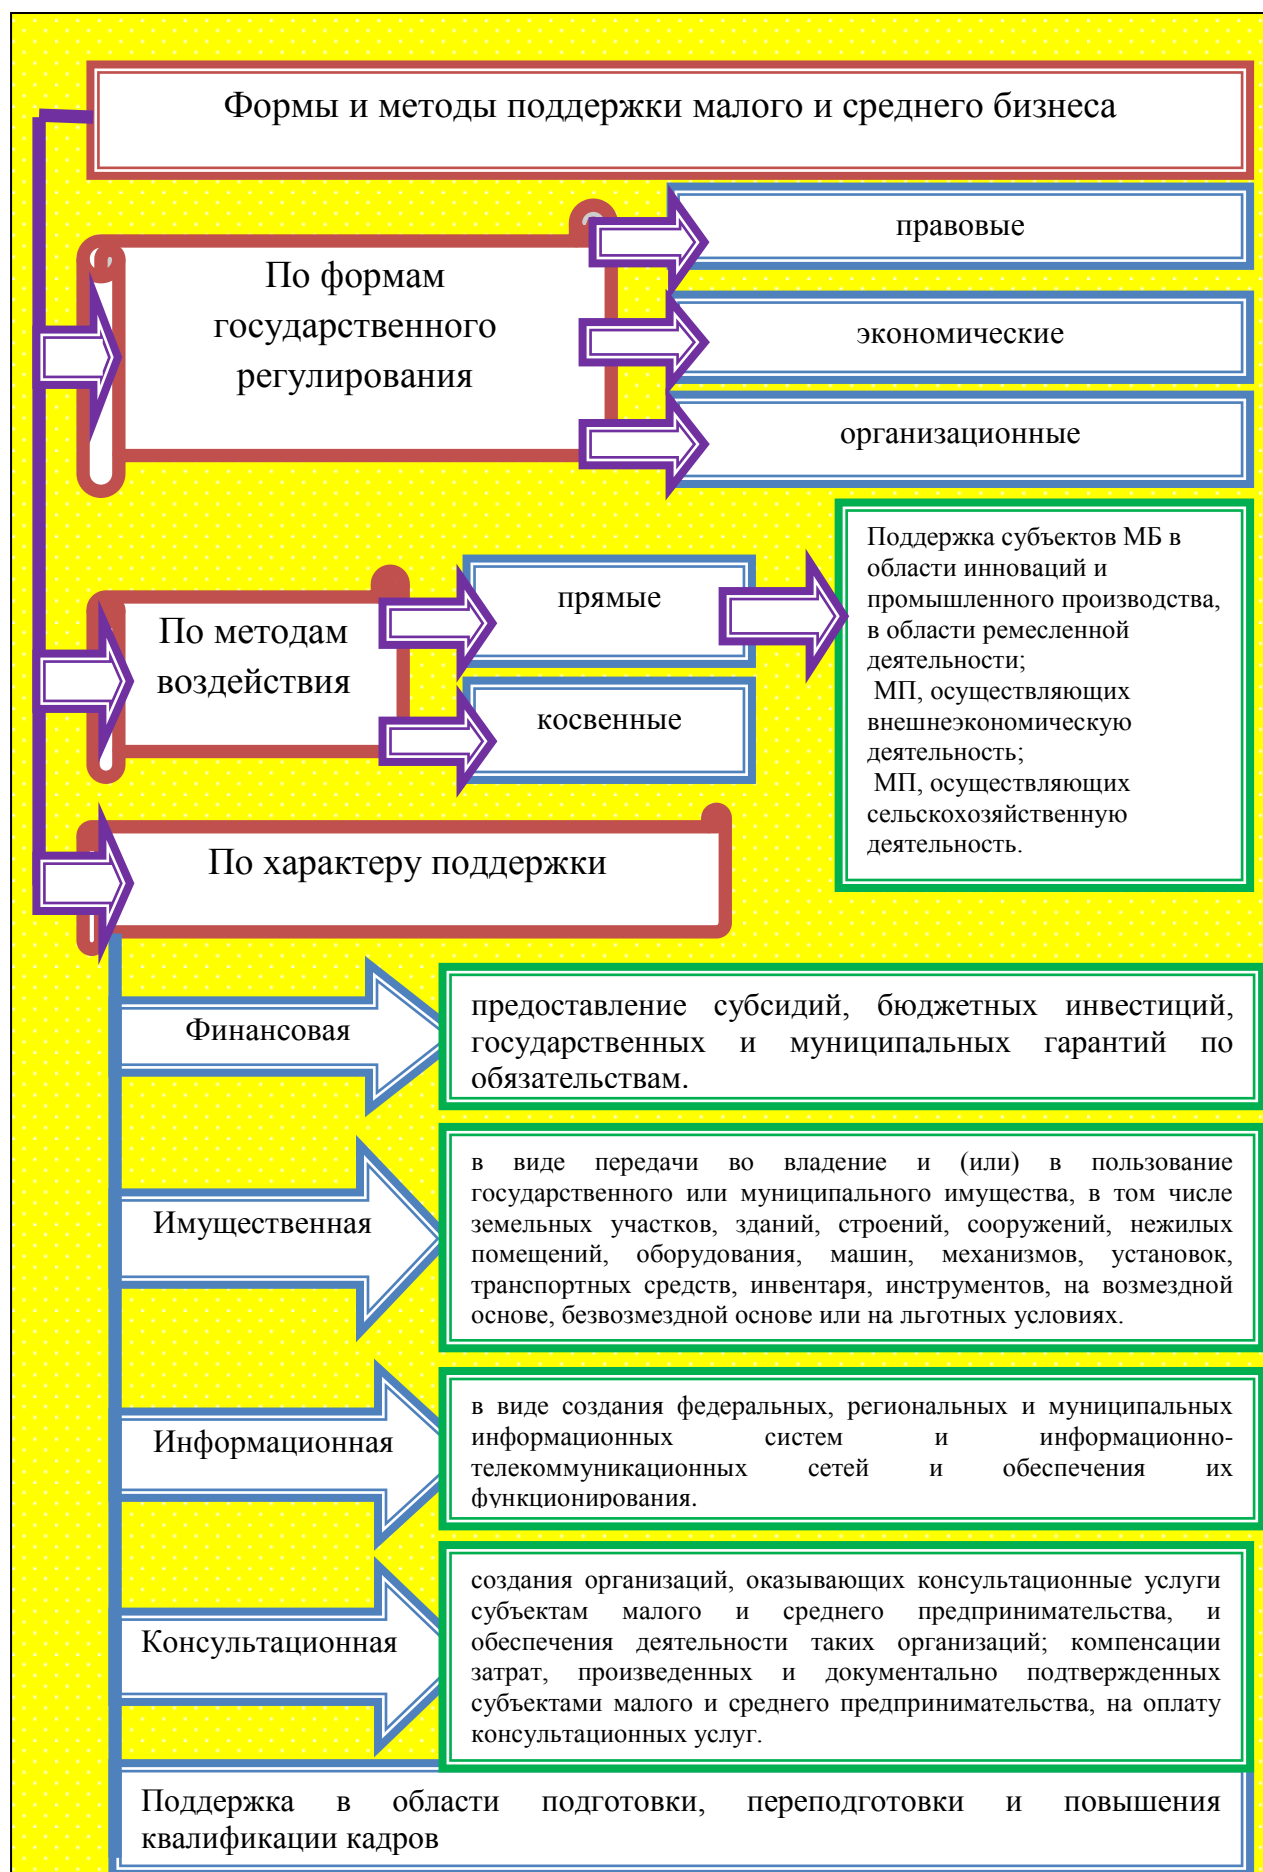 Формы и методы поддержки малого и среднего бизнеса
По формам
государственного
регулирования
правовые
экономические
организационные
По методам
воздействия
прямые
косвенные
Поддержка субъектов МБ в
области инноваций и
промышленного производства,
в области ремесленной
деятельности;
МП, осуществляющих
внешнеэкономическую
деятельность;
МП, осуществляющих
сельскохозяйственную
деятельность.
По характеру поддержки
Финансовая
предоставление субсидий, бюджетных инвестиций,
государственных и муниципальных гарантий по
обязательствам.
Имущественная
в виде передачи во владение и (или) в пользование
государственного или муниципального имущества, в том числе
земельных участков, зданий, строений, сооружений, нежилых
помещений, оборудования, машин, механизмов, установок,
транспортных средств, инвентаря, инструментов, на возмездной
основе, безвозмездной основе или на льготных условиях.
Информационная
в виде создания федеральных, региональных и муниципальных
информационных систем и информационно-
телекоммуникационных сетей и обеспечения их
функционирования.
Консультационная
создания организаций, оказывающих консультационные услуги
субъектам малого и среднего предпринимательства, и
обеспечения деятельности таких организаций; компенсации
затрат, произведенных и документально подтвержденных
субъектами малого и среднего предпринимательства, на оплату
консультационных услуг.
Поддержка в области подготовки, переподготовки и повышения
квалификации кадров